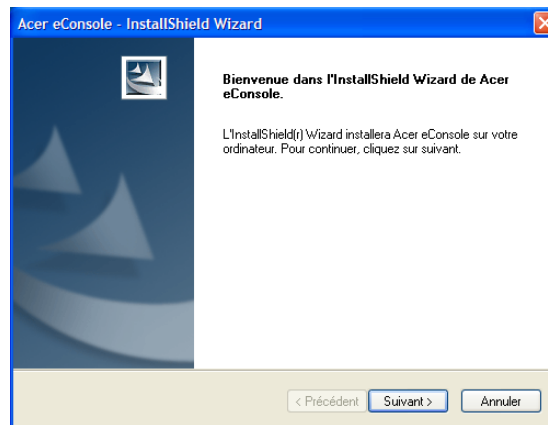 Acer eConsole - InstallShield Wizard
Bienvenue dans l'InstallShield Wizard de Acer
eConsole.
L'InstallShield(r) Wizard installera Acer eConsole sur votre
ordinateur. Pour continuer, cliquez sur suivant.
< Précédent Suivant > Annuler